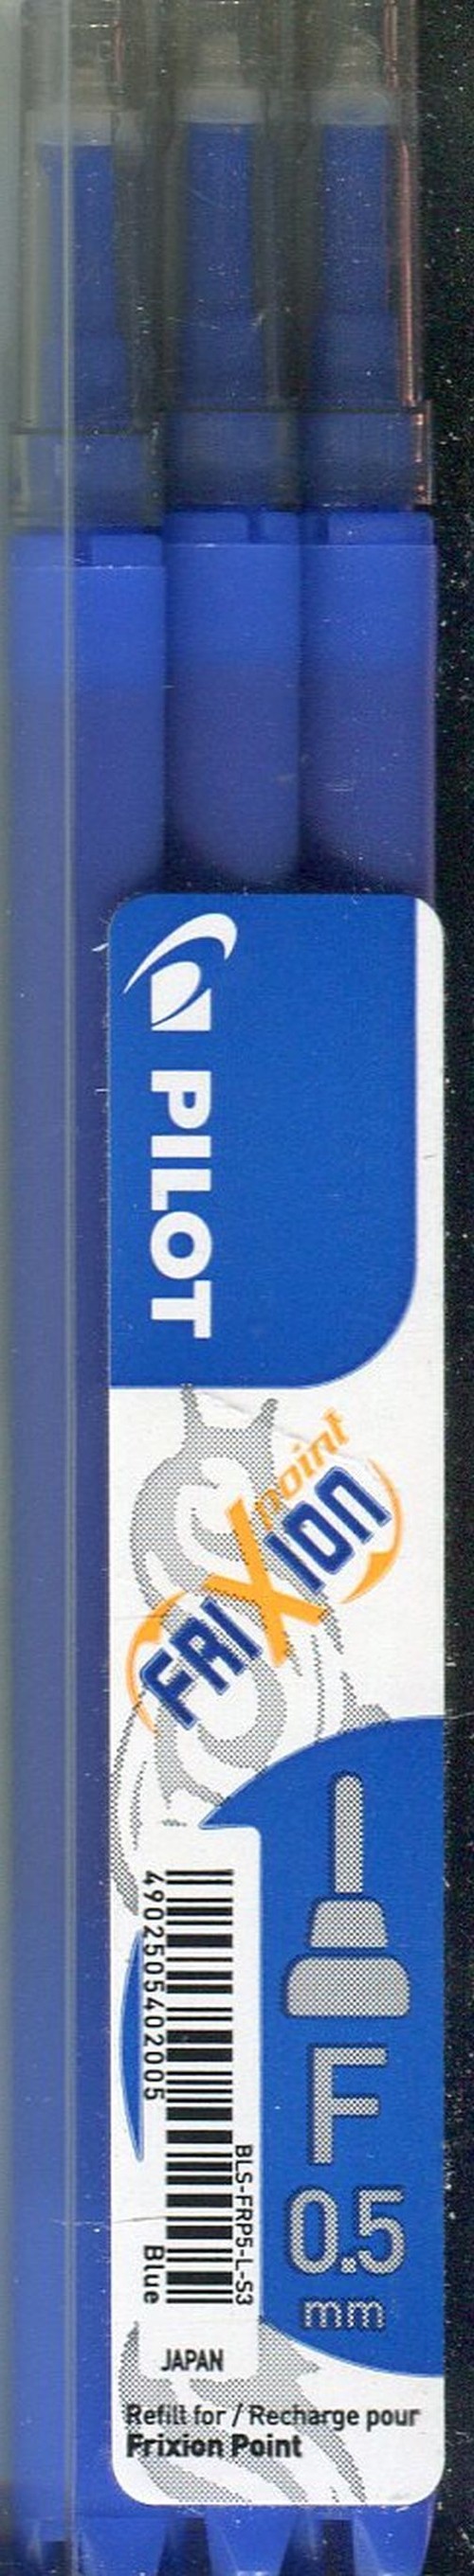 PILOT
FRIXION
point
4902505402005
BLS-FRP5-L-S3
Blue
JAPAN
F
0.5
mm
Refill for / Recharge pour
Frixion Point